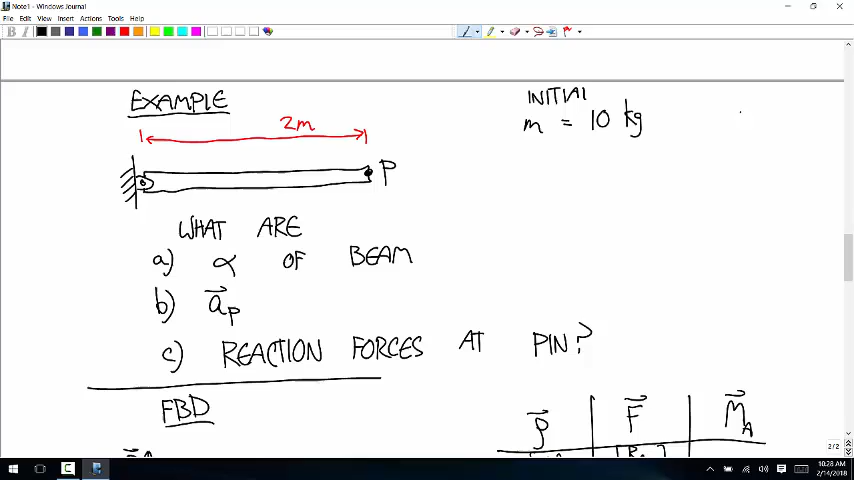 Note1 - Windows Journal
File Edit View Insert Actions Tools Help
B I
EXAMPLE
INITIAL
m = 10 kg
2m
P
WHAT ARE
a) α OF BEAM
b) a⃗P
c) REACTION FORCES AT PIN?
FBD
ρ⃗ F⃗ M⃗A
2/2
10:28 AM
2/14/2018